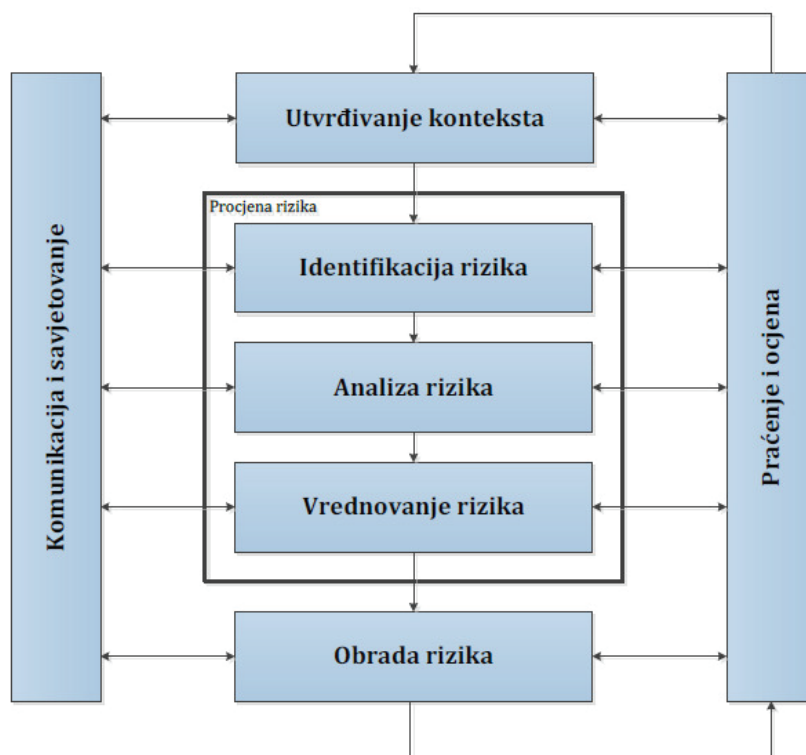 Utvrđivanje konteksta
Procjena rizika
Identifikacija rizika
Analiza rizika
Vrednovanje rizika
Obrada rizika
Komunikacija i savjetovanje
Praćenje i ocjena